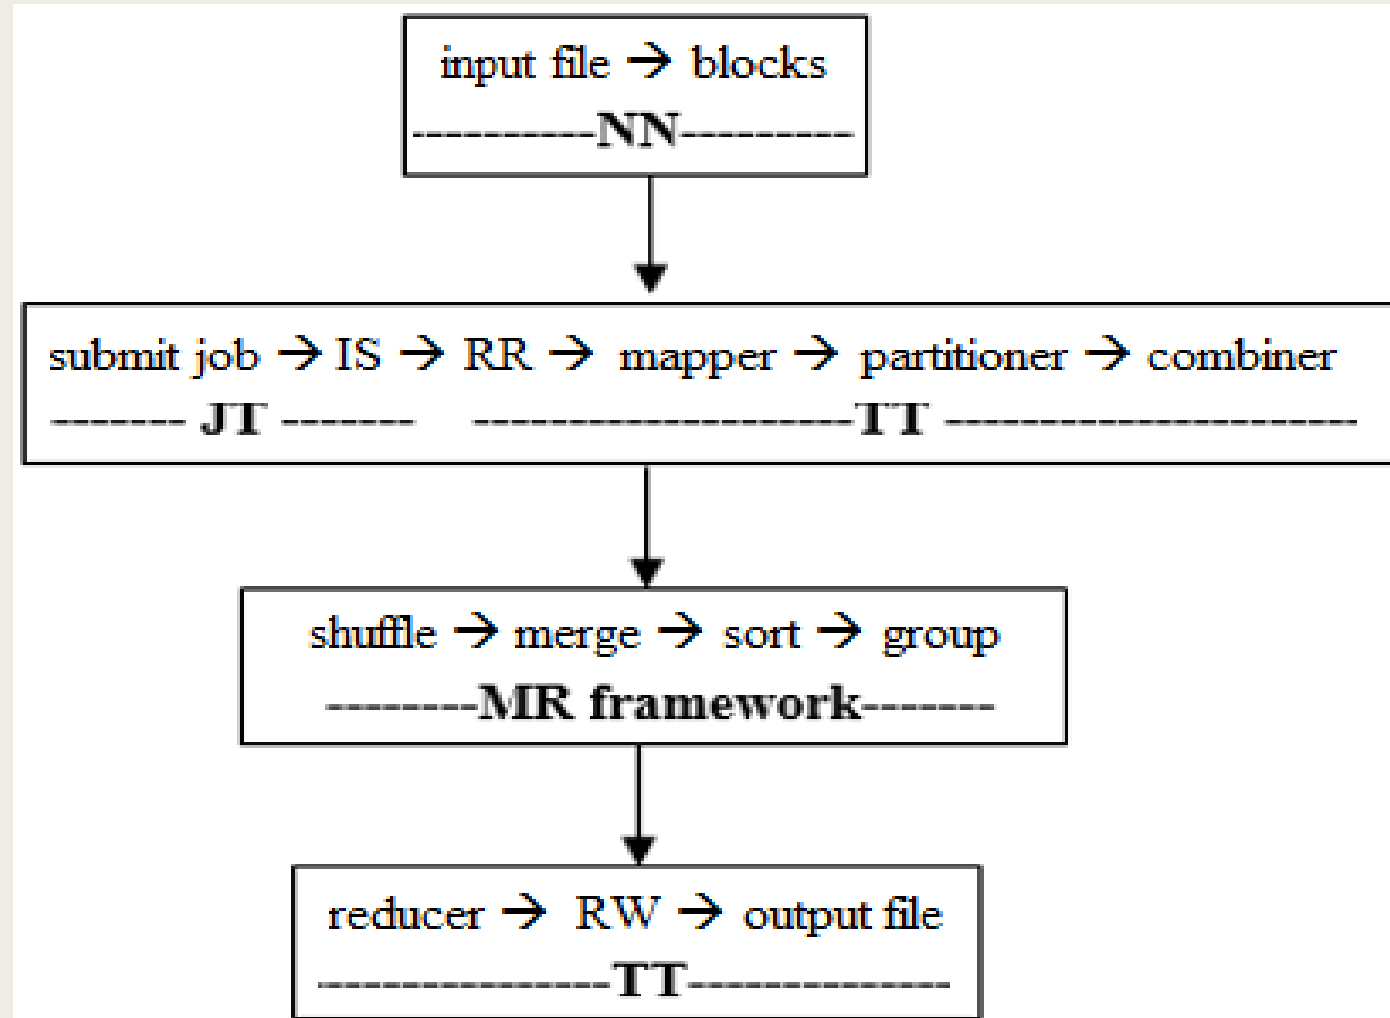 input file → blocks
----------NN----------
submit job → IS → RR → mapper → partitioner → combiner
------- JT ------- --------------------TT ----------------------
shuffle → merge → sort → group
--------MR framework-------
reducer → RW → output file
----------------TT--------------